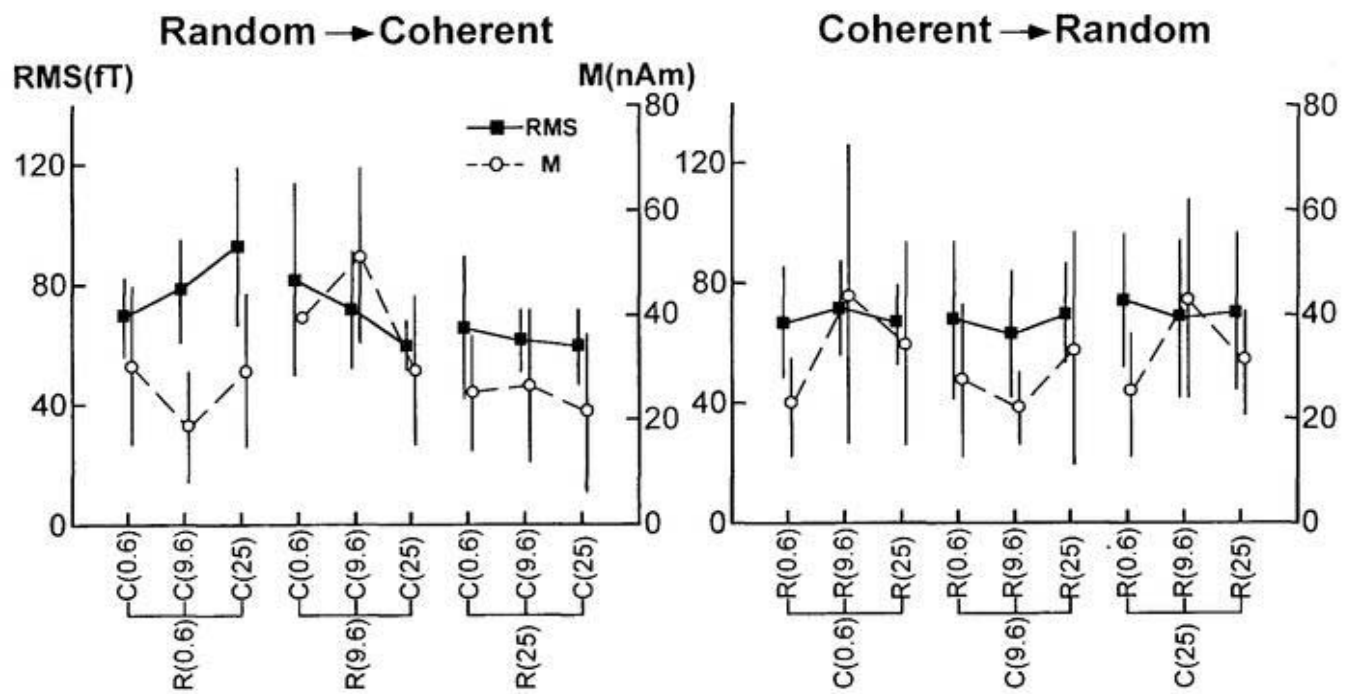 Random → Coherent
Coherent → Random
RMS(fT)
M(nAm)
RMS
M
120
80
40
0
80
60
40
20
0
120
80
40
0
80
60
40
20
0
C(0.6) C(9.6) C(25) C(0.6) C(9.6) C(25) C(0.6) C(9.6) C(25)
R(0.6) R(9.6) R(25)
R(0.6) R(9.6) R(25) R(0.6) R(9.6) R(25) R(0.6) R(9.6) R(25)
C(0.6) C(9.6) C(25)